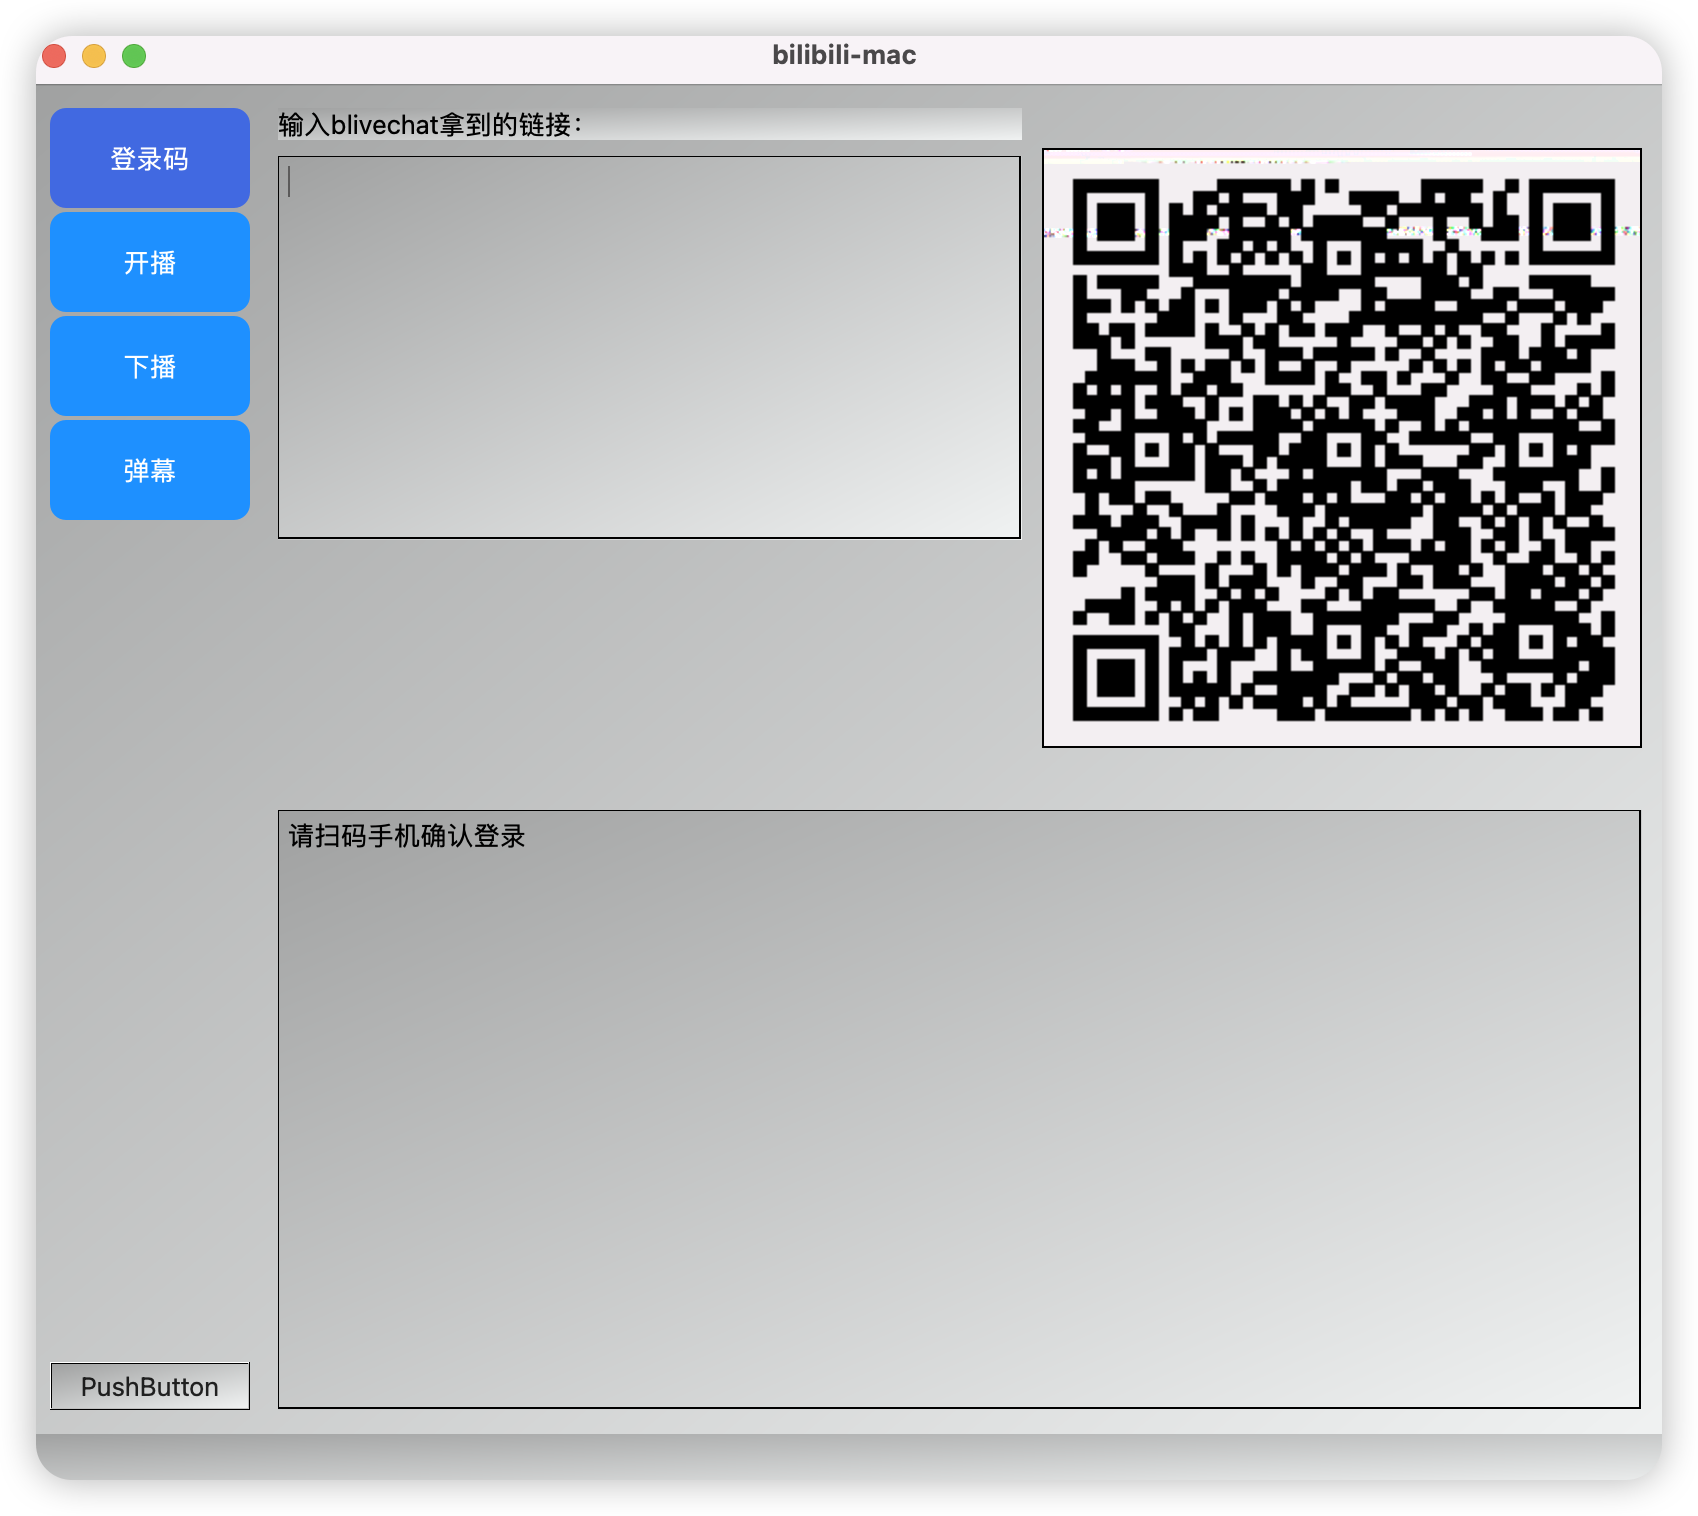 bilibili-mac
登录码
开播
下播
弹幕
输入blivechat拿到的链接：
请扫码手机确认登录
PushButton